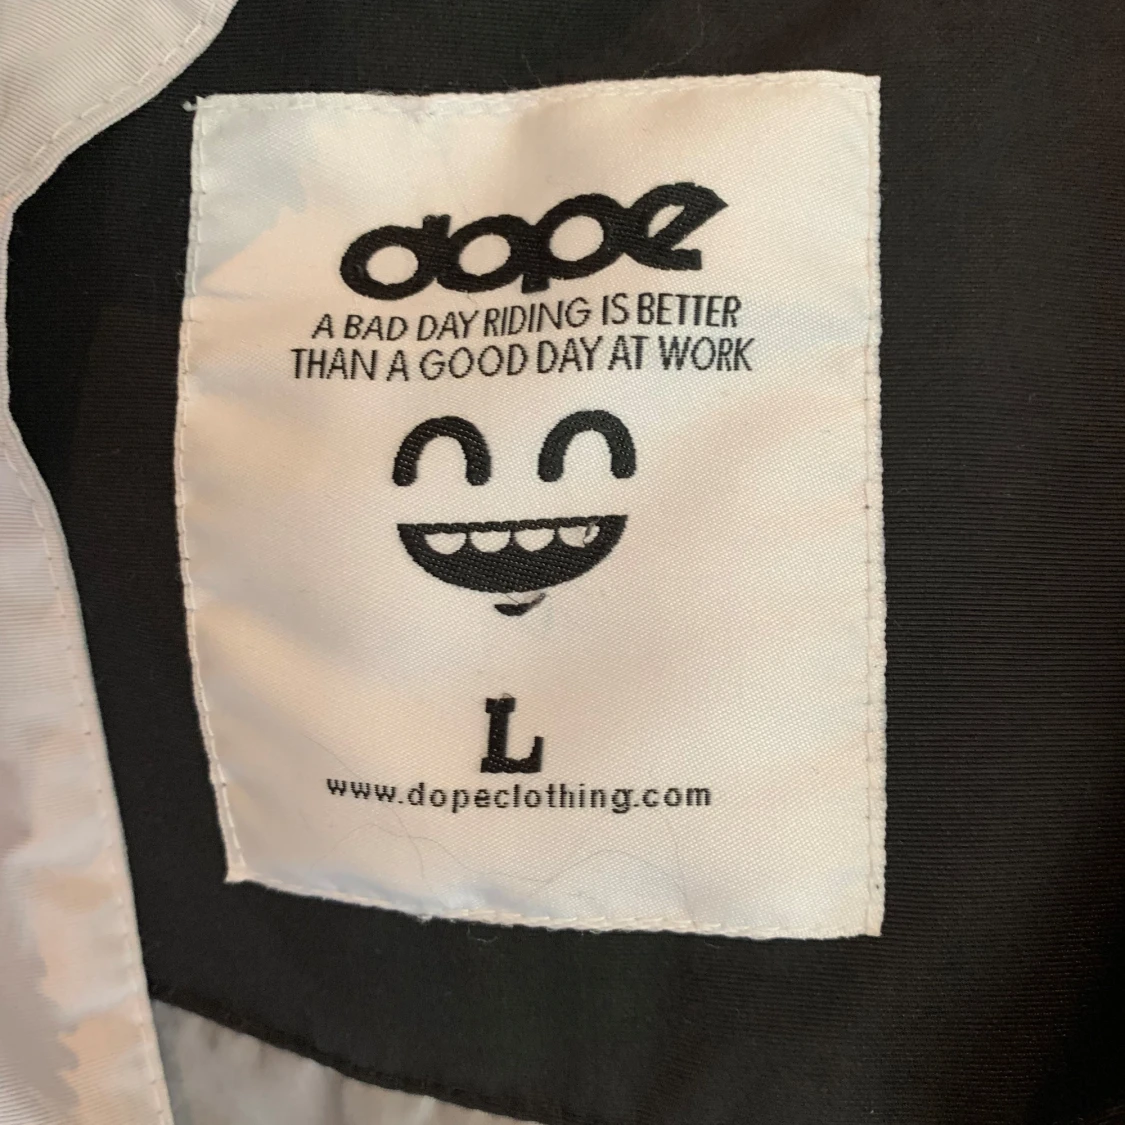 dope
A BAD DAY RIDING IS BETTER
THAN A GOOD DAY AT WORK
L
www.dopeclothing.com